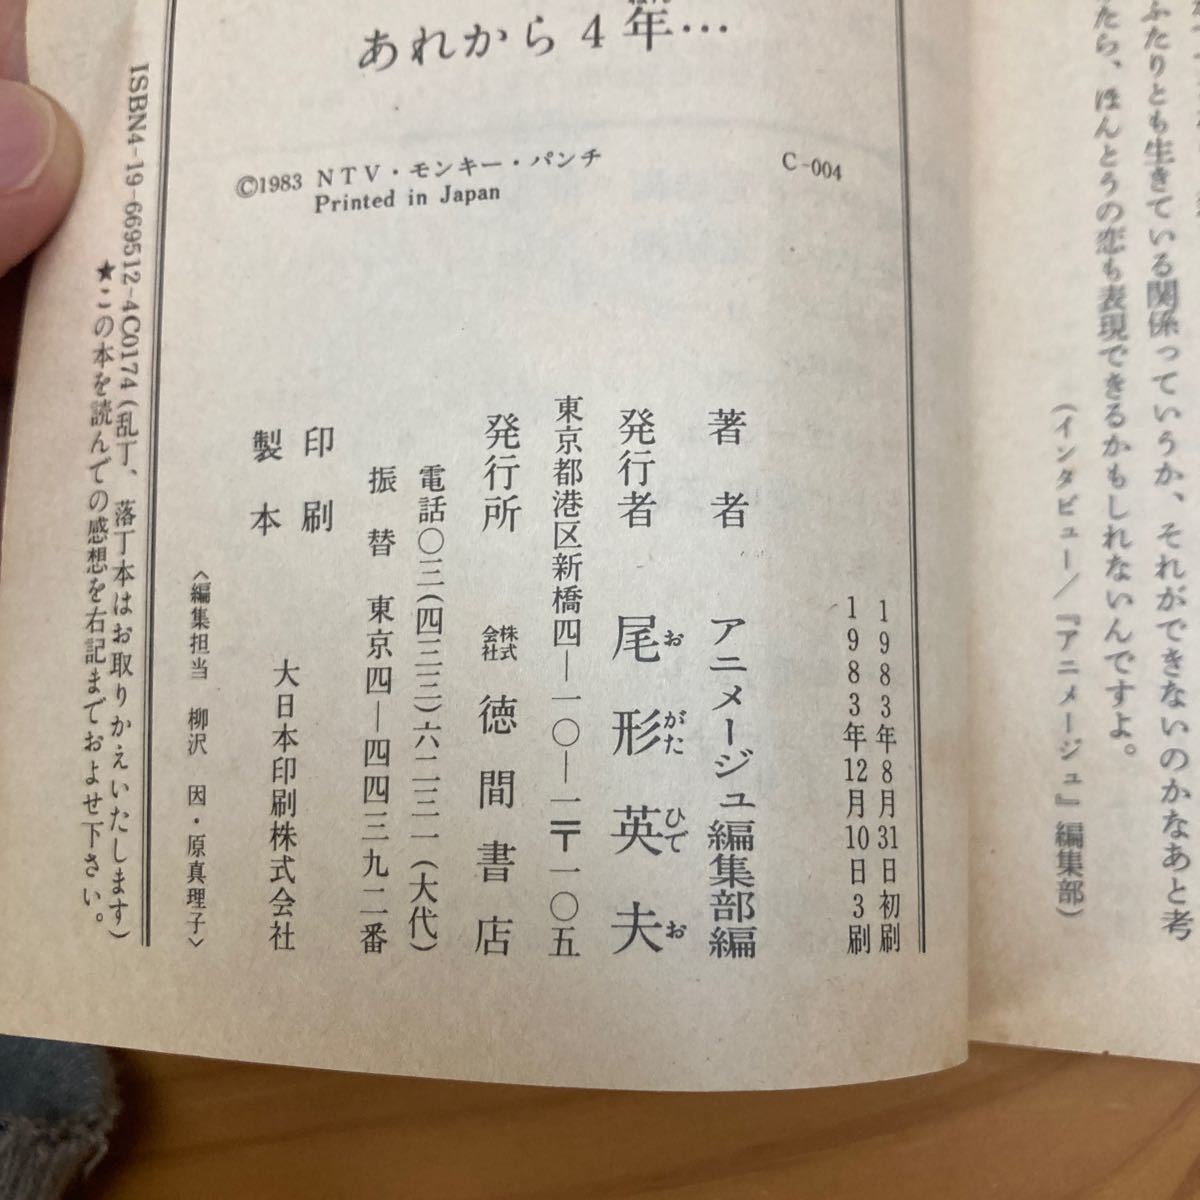 ふたりとも生きている関係っていうか、それができないのかなあと考
たら、ほんとうの恋も表現できるかもしれないんですよ。
(インタビュー/『アニメージュ』編集部)
あれから4年…
©1983 NTV・モンキー・パンチ
Printed in Japan
C-004
1983年8月31日初刷
1983年12月10日3刷
著者 アニメージュ編集部編
発行者 尾形英夫
おがたひでお
東京都港区新橋四―一〇―一〒一〇五
発行所 株式会社 徳間書店
電話〇三(四三三)六二三一(大代)
振替 東京四―四四三九二番
印刷
製本
大日本印刷株式会社
〈編集担当 柳沢 因・原真理子〉
ISBN4-19-669512-4C0174(乱丁、落丁本はお取りかえいたします)
★この本を読んでの感想を右記までおよせ下さい。